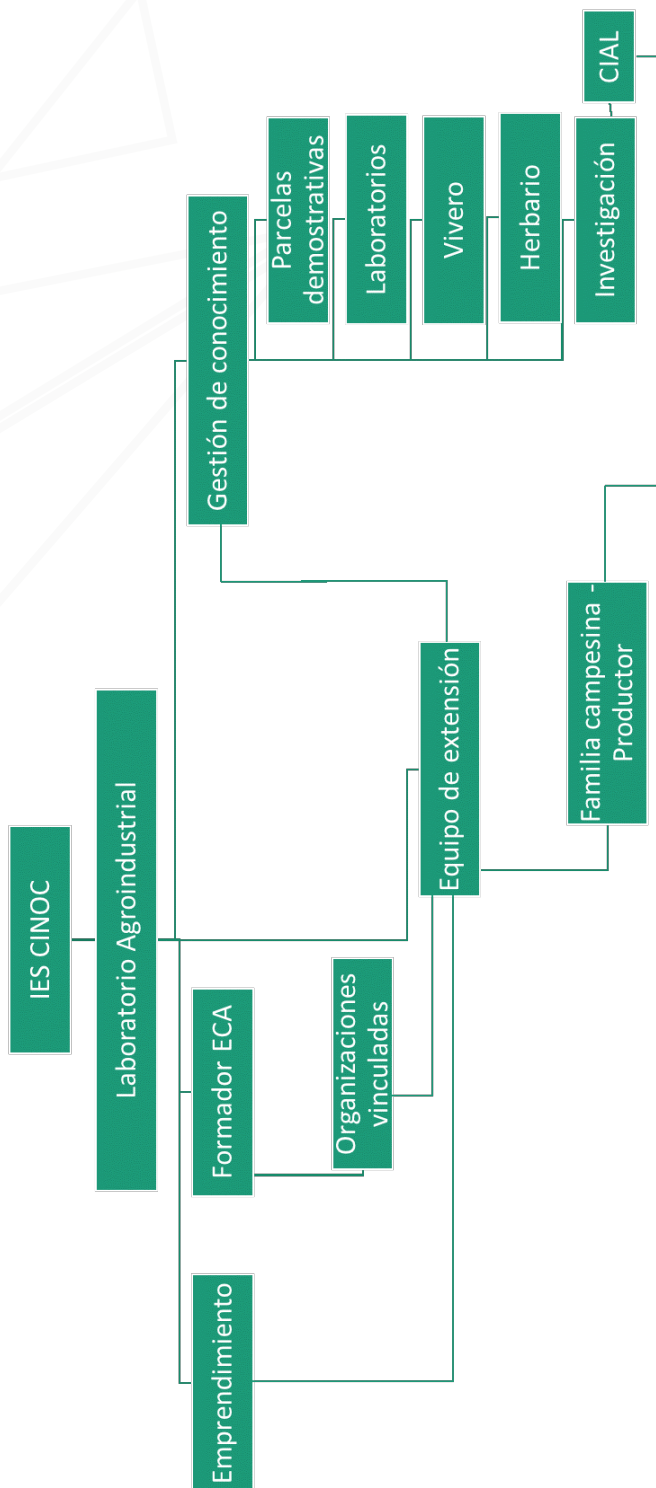 IES CINOC
Laboratorio Agroindustrial
Emprendimiento
Formador ECA
Gestión de conocimiento
Organizaciones
vinculadas
Equipo de extensión
Parcelas
demostrativas
Laboratorios
Vivero
Herbario
Investigación
CIAL
Familia campesina -
Productor